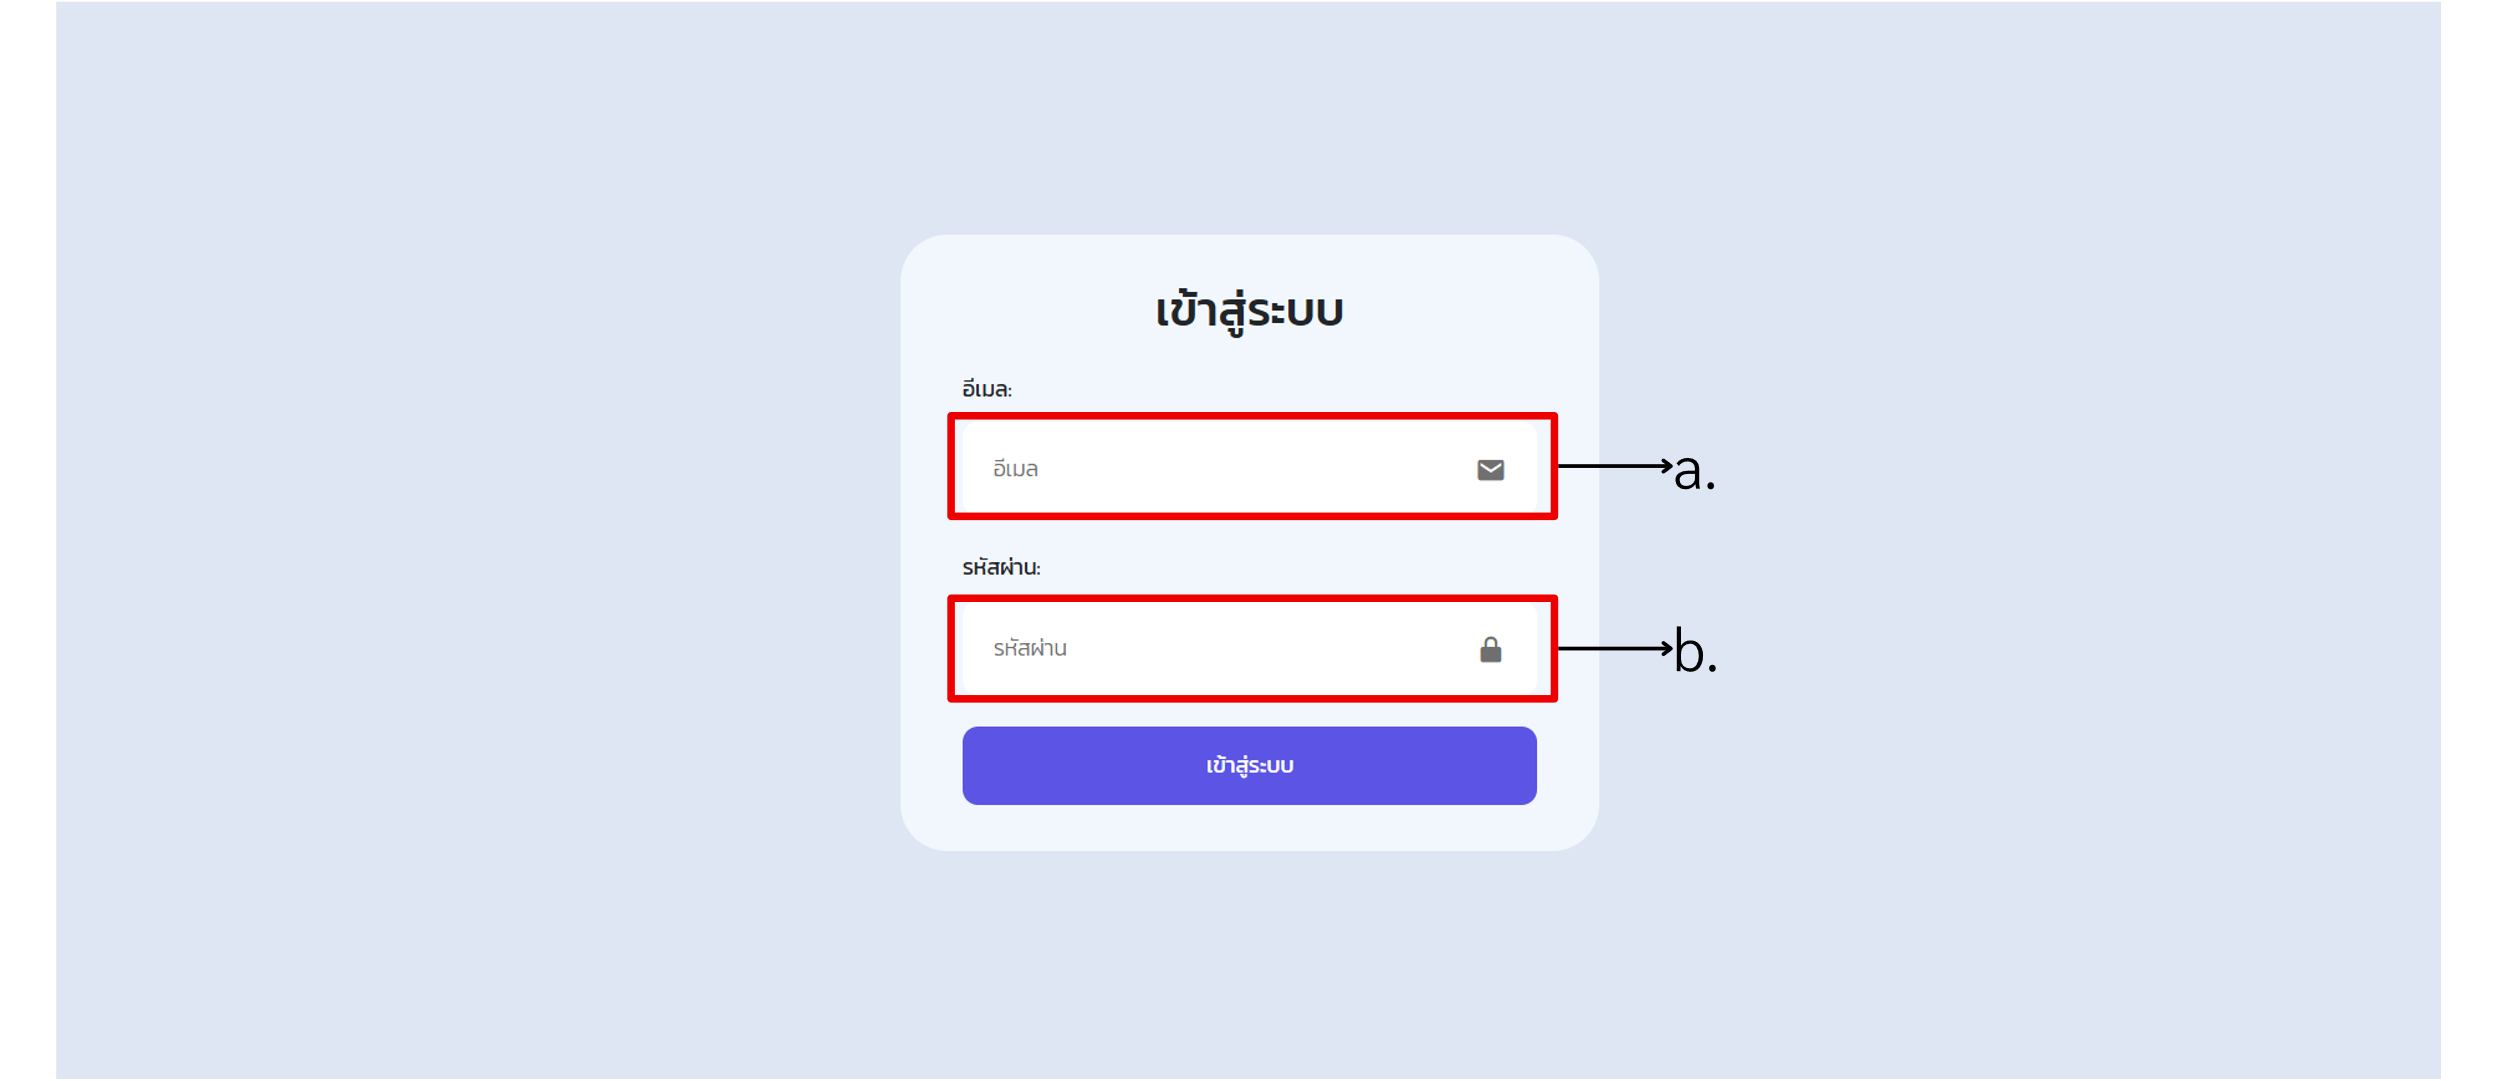 เข้าสู่ระบบ
อีเมล:
อีเมล
a.
รหัสผ่าน:
รหัสผ่าน
b.
เข้าสู่ระบบ